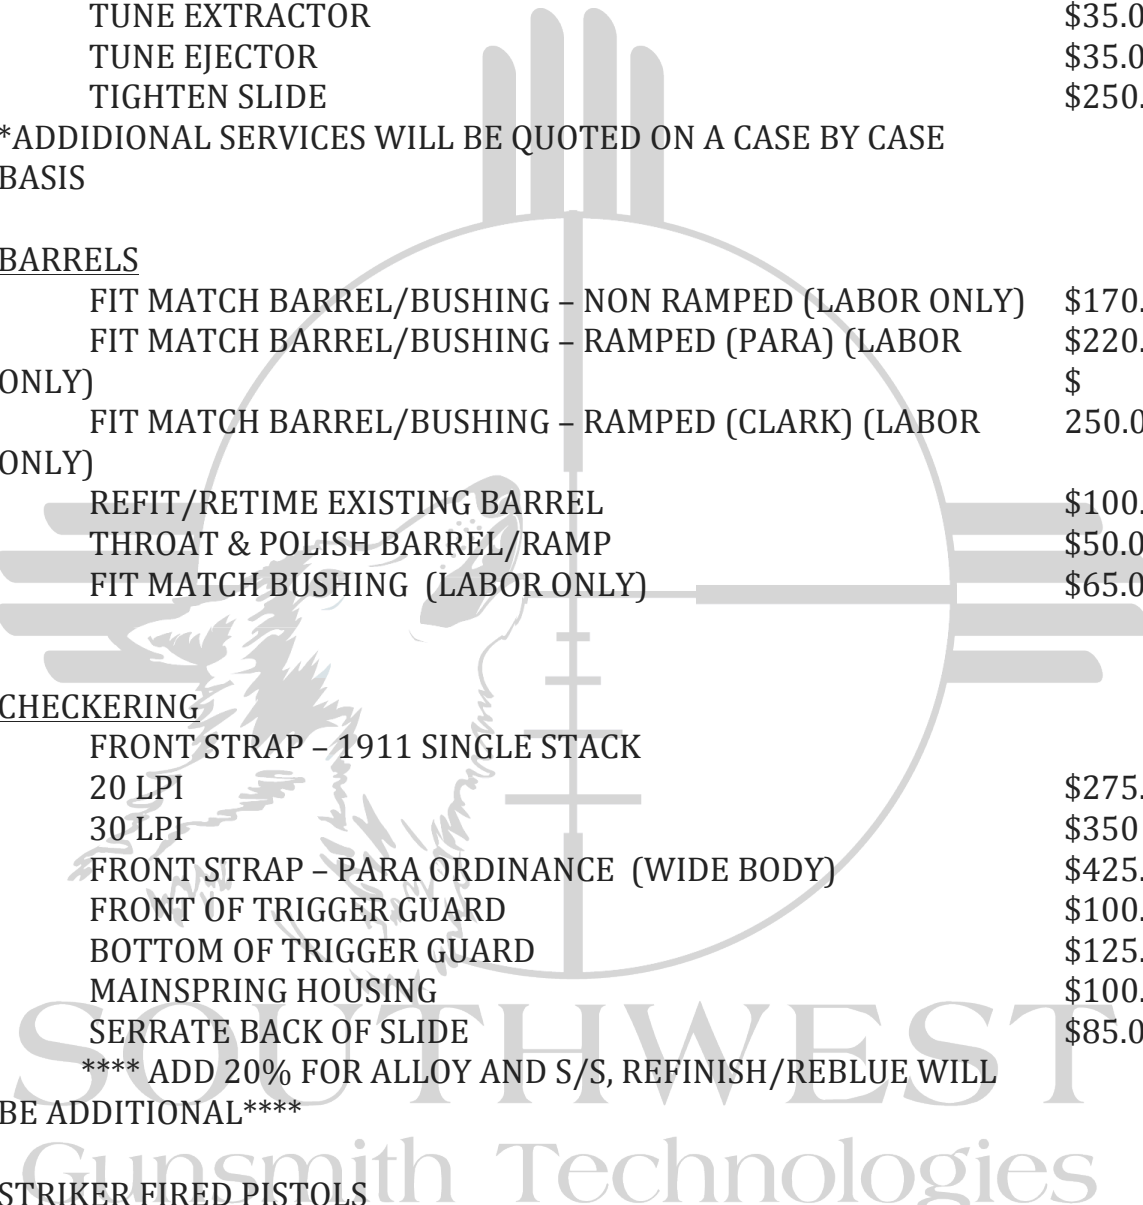 TUNE EXTRACTOR $35.0
TUNE EJECTOR $35.0
TIGHTEN SLIDE $250.
*ADDIDIONAL SERVICES WILL BE QUOTED ON A CASE BY CASE
BASIS
BARRELS
FIT MATCH BARREL/BUSHING – NON RAMPED (LABOR ONLY) $170.
FIT MATCH BARREL/BUSHING – RAMPED (PARA) (LABOR $220.
ONLY) $
FIT MATCH BARREL/BUSHING – RAMPED (CLARK) (LABOR 250.0
ONLY)
REFIT/RETIME EXISTING BARREL $100.
THROAT & POLISH BARREL/RAMP $50.0
FIT MATCH BUSHING (LABOR ONLY) $65.0
CHECKERING
FRONT STRAP – 1911 SINGLE STACK
20 LPI $275.
30 LPI $350
FRONT STRAP – PARA ORDINANCE (WIDE BODY) $425.
FRONT OF TRIGGER GUARD $100.
BOTTOM OF TRIGGER GUARD $125.
MAINSPRING HOUSING $100.
SERRATE BACK OF SLIDE $85.0
**** ADD 20% FOR ALLOY AND S/S, REFINISH/REBLUE WILL
BE ADDITIONAL****
SOUTHWEST
Gunsmith Technologies
STRIKER FIRED PISTOLS